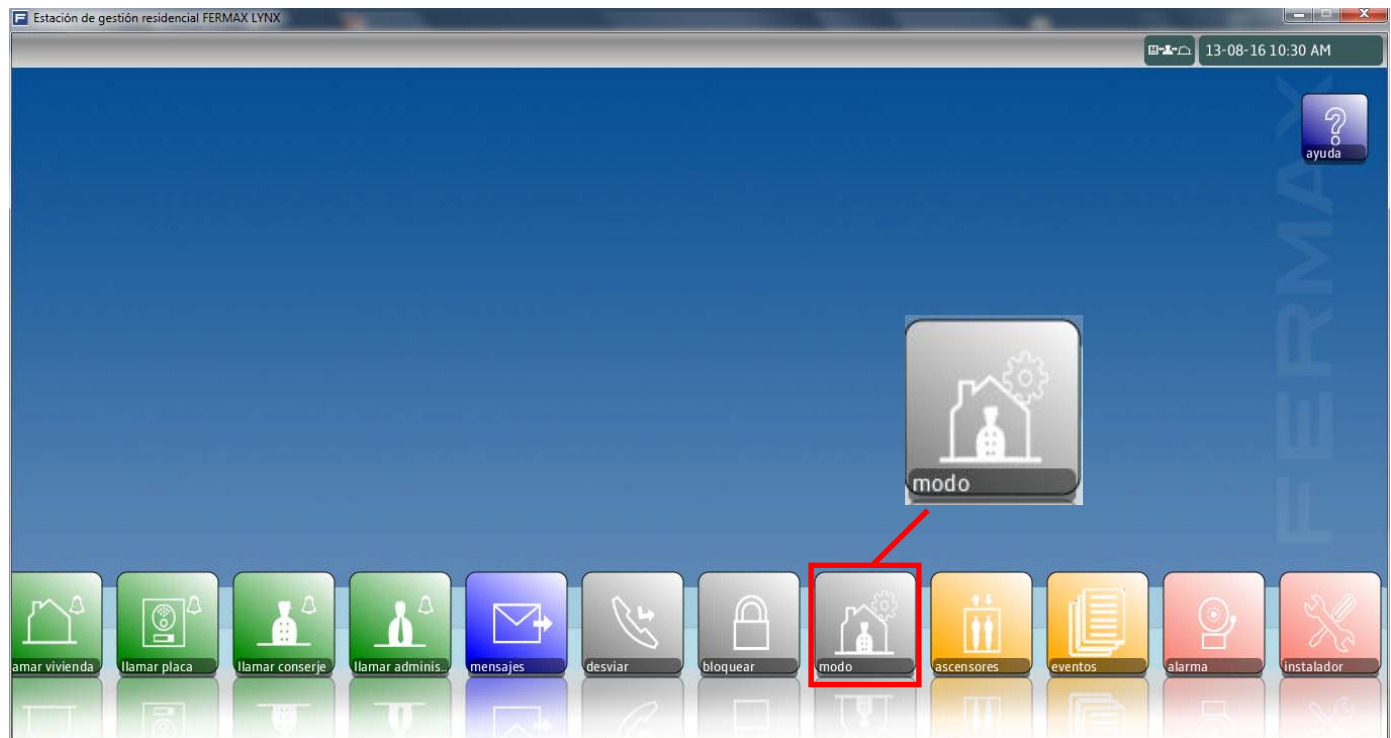 Estación de gestión residencial FERMAX LYNX
13-08-16 10:30 AM
ayuda
FERMAX
modo
amar vivienda
llamar placa
llamar conserje
llamar adminis..
mensajes
desviar
bloquear
modo
ascensores
eventos
alarma
instalador